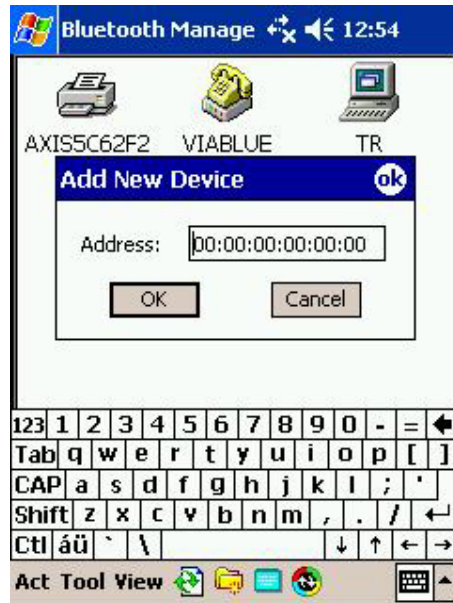 Bluetooth Manage 12:54
AXIS5C62F2 VIABLUE TR
Add New Device ok
Address: 00:00:00:00:00:00
OK Cancel
123 1 2 3 4 5 6 7 8 9 0 - =
Tab q w e r t y u i o p [ ]
CAP a s d f g h j k l ; '
Shift z x c v b n m , . /
Ctl áü ` \
Act Tool View